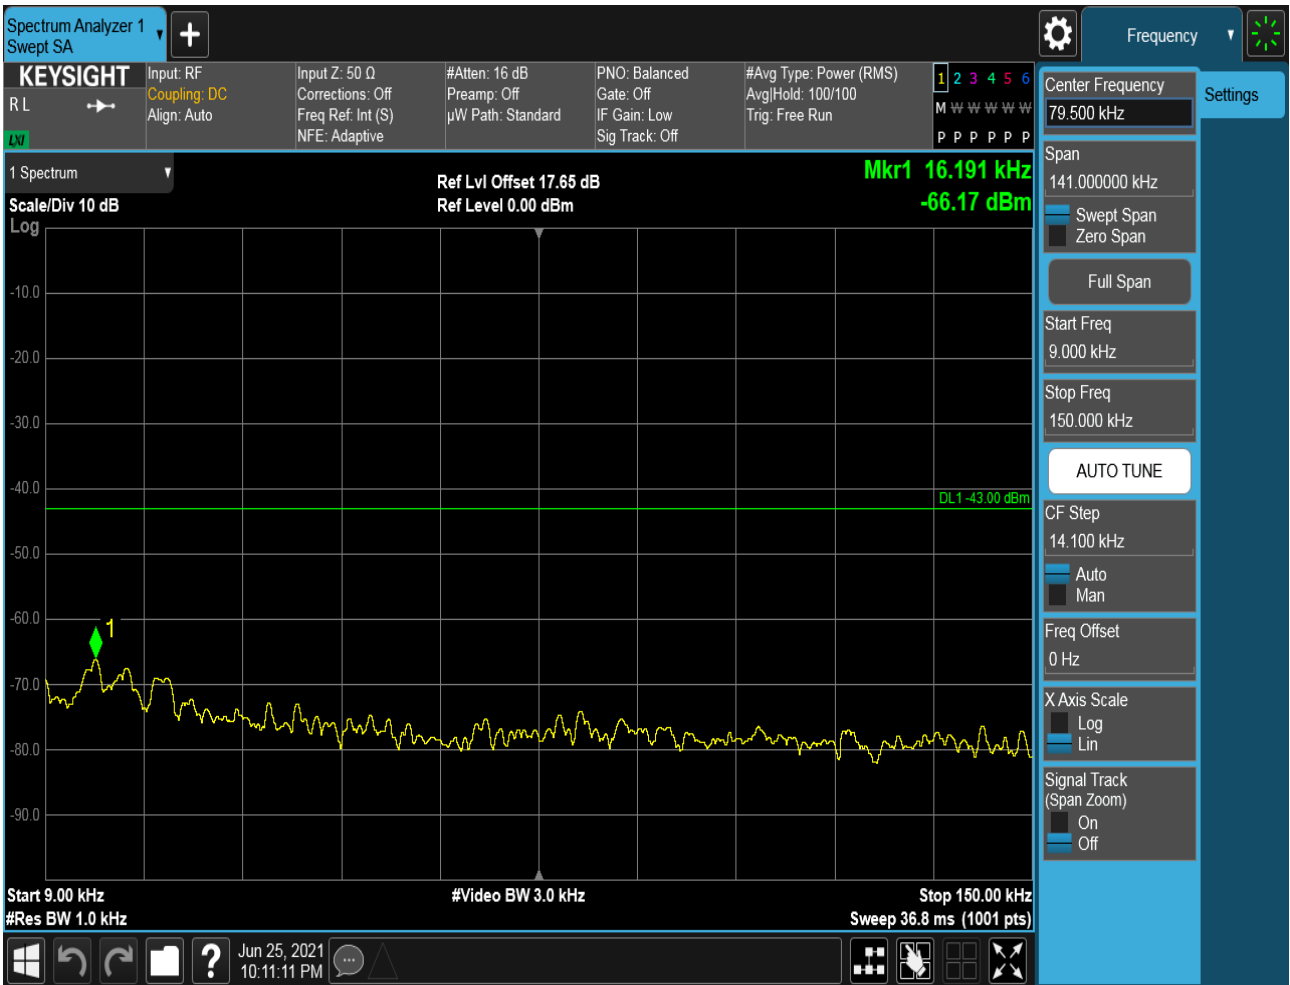 Spectrum Analyzer 1
Swept SA
Frequency
KEYSIGHT
R L
LXI
Input: RF
Coupling: DC
Align: Auto
Input Z: 50 Ω
Corrections: Off
Freq Ref: Int (S)
NFE: Adaptive
#Atten: 16 dB
Preamp: Off
µW Path: Standard
PNO: Balanced
Gate: Off
IF Gain: Low
Sig Track: Off
#Avg Type: Power (RMS)
Avg|Hold: 100/100
Trig: Free Run
1 2 3 4 5 6
M W W W W W
P P P P P P
1 Spectrum
Scale/Div 10 dB
Log
Ref Lvl Offset 17.65 dB
Ref Level 0.00 dBm
Mkr1 16.191 kHz
-66.17 dBm
-10.0
-20.0
-30.0
-40.0
DL1 -43.00 dBm
-50.0
-60.0
1
-70.0
-80.0
-90.0
Start 9.00 kHz
#Res BW 1.0 kHz
#Video BW 3.0 kHz
Stop 150.00 kHz
Sweep 36.8 ms (1001 pts)
Center Frequency
79.500 kHz
Settings
Span
141.000000 kHz
Swept Span
Zero Span
Full Span
Start Freq
9.000 kHz
Stop Freq
150.000 kHz
AUTO TUNE
CF Step
14.100 kHz
Auto
Man
Freq Offset
0 Hz
X Axis Scale
Log
Lin
Signal Track
(Span Zoom)
On
Off
?
Jun 25, 2021
10:11:11 PM